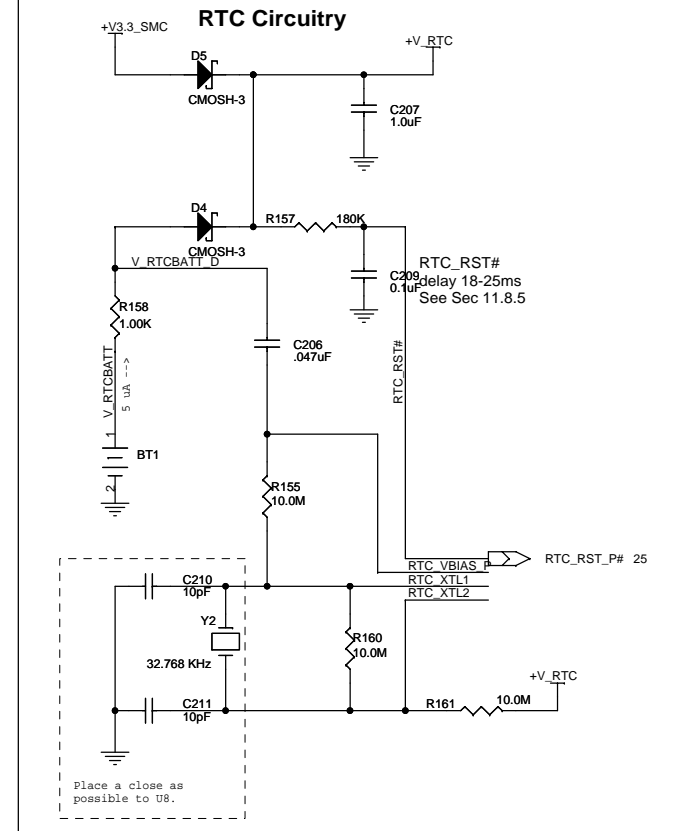 RTC Circuitry
+V3.3_SMC
+V_RTC
D5
CMOSH-3
C207
1.0uF
D4
CMOSH-3
R157
180K
V_RTCBATT_D
C209
0.1uF
RTC_RST#
delay 18-25ms
See Sec 11.8.5
R158
1.00K
C206
.047uF
V_RTCBATT
5 uA -->
RTC_RST#
1
BT1
2
R155
10.0M
RTC_RST_P# 25
RTC_VBIAS_P
RTC_XTL1
RTC_XTL2
C210
10pF
Y2
32.768 KHz
R160
10.0M
C211
10pF
R161
10.0M
+V_RTC
Place a close as
possible to U8.